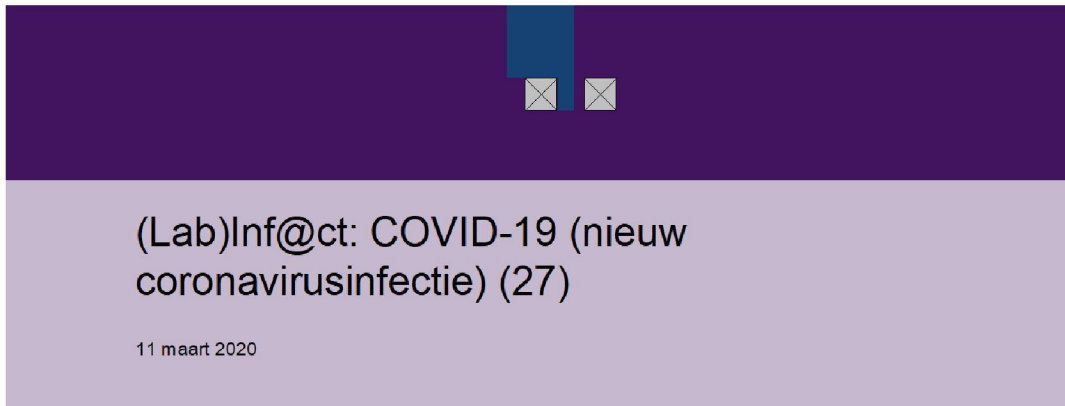 (Lab)Inf@ct: COVID-19 (nieuw
coronavirusinfectie) (27)
11 maart 2020